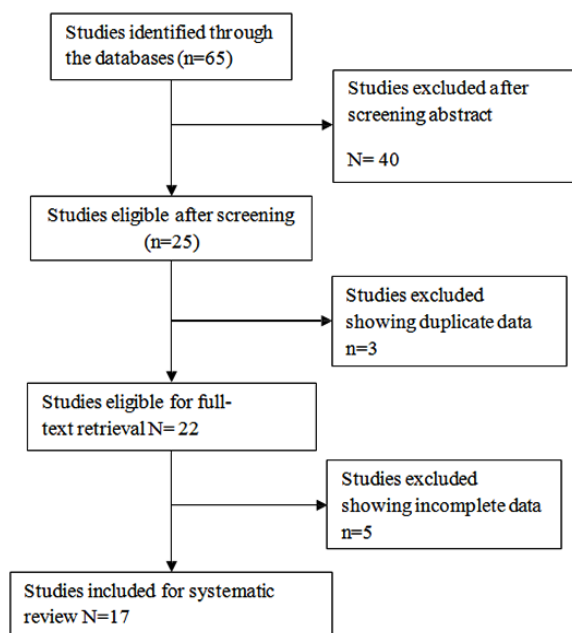 Studies identified through
the databases (n=65)
Studies excluded after
screening abstract
N= 40
Studies eligible after screening
(n=25)
Studies excluded
showing duplicate data
n=3
Studies eligible for full-
text retrieval N= 22
Studies excluded
showing incomplete data
n=5
Studies included for systematic
review N=17